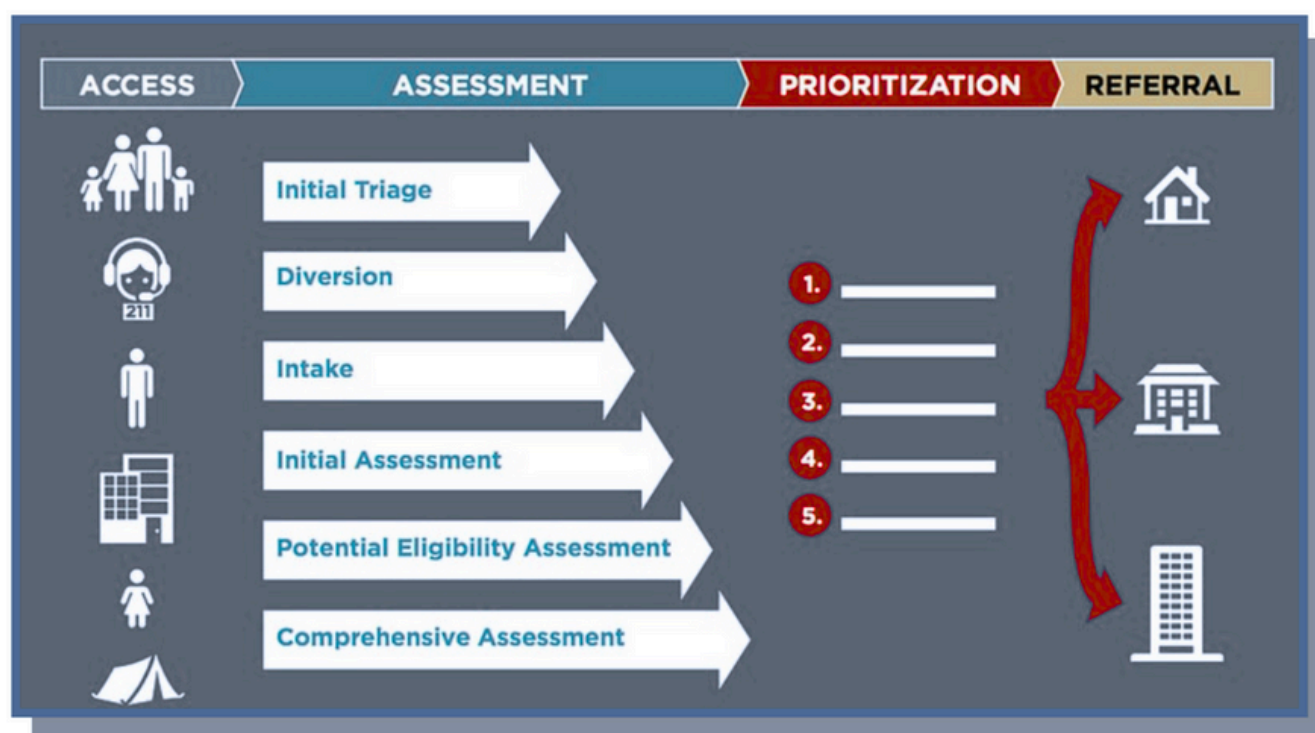 ACCESS
ASSESSMENT
PRIORITIZATION
REFERRAL
211
Initial Triage
Diversion
Intake
Initial Assessment
Potential Eligibility Assessment
Comprehensive Assessment
1.
2.
3.
4.
5.